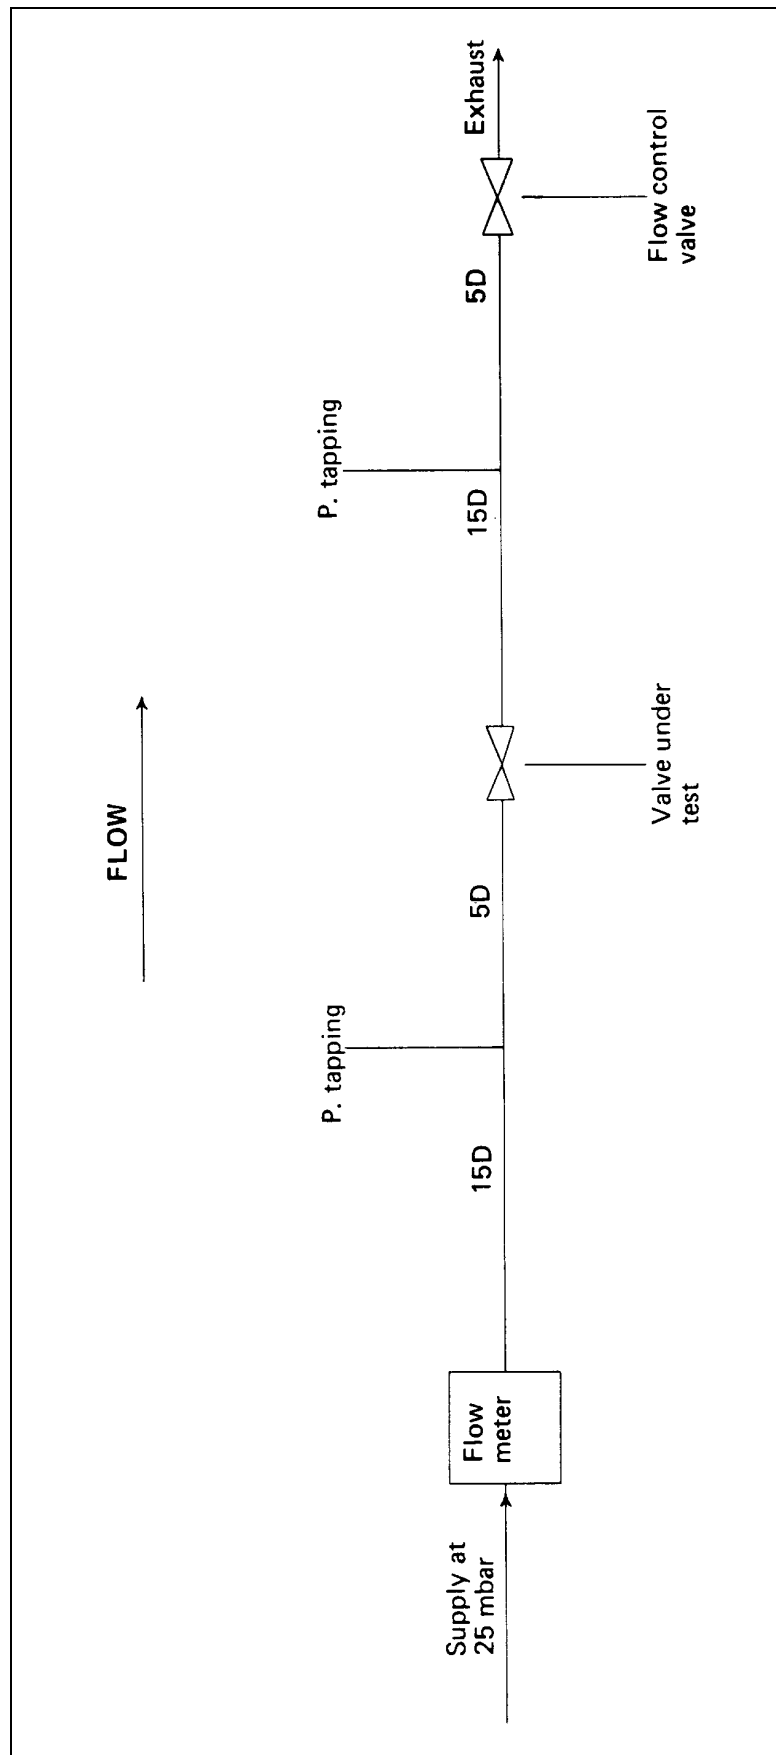 FLOW
P. tapping
P. tapping
Supply at
25 mbar
Flow
meter
15D
5D
15D
5D
Exhaust
Valve under
test
Flow control
valve